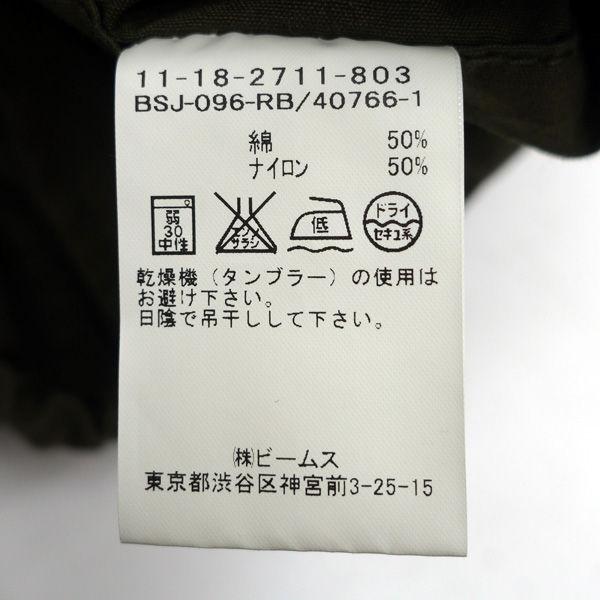 11-18-2711-803
BSJ-096-RB/40766-1
綿 50%
ナイロン 50%
弱
30
中性
エンソ
サラシ
低
ドライ
セキユ系
乾燥機（タンブラー）の使用は
お避け下さい。
日陰で吊干しして下さい。
㈱ビームス
東京都渋谷区神宮前3-25-15